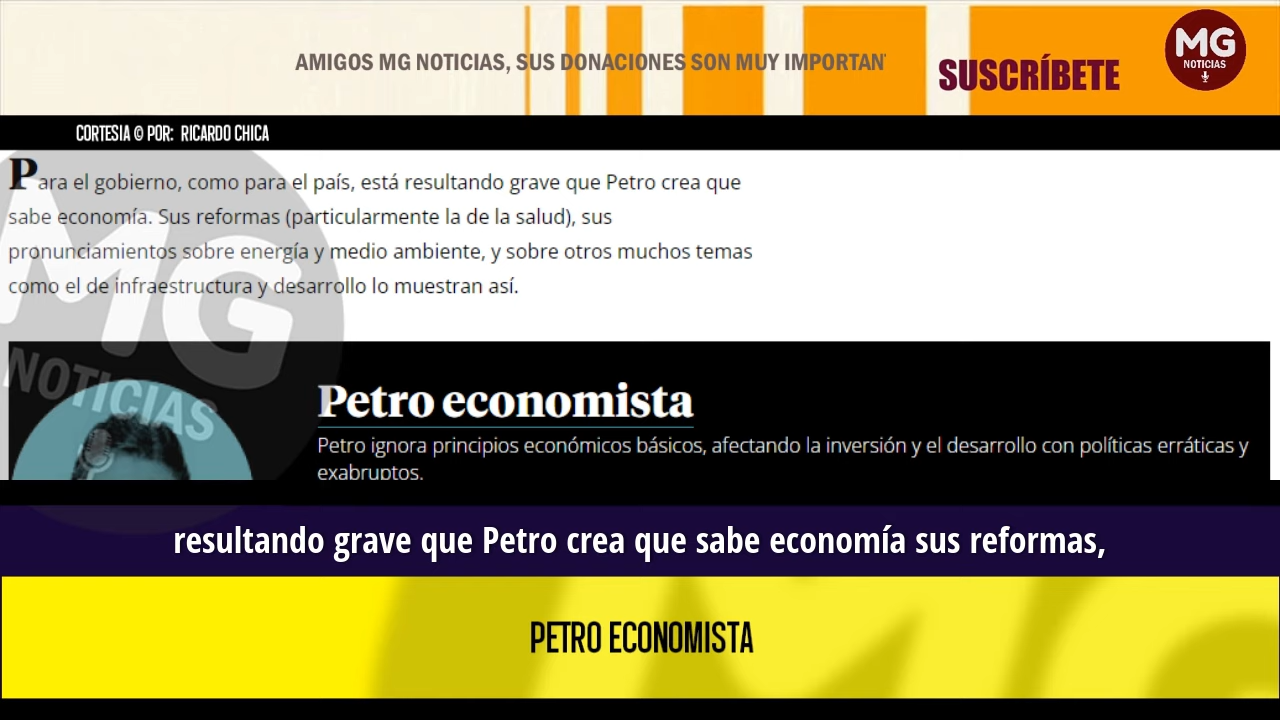 AMIGOS MG NOTICIAS, SUS DONACIONES SON MUY IMPORTAN
SUSCRÍBETE
MG
NOTICIAS
CORTESIA © POR: RICARDO CHICA
Para el gobierno, como para el país, está resultando grave que Petro crea que
sabe economía. Sus reformas (particularmente la de la salud), sus
pronunciamientos sobre energía y medio ambiente, y sobre otros muchos temas
como el de infraestructura y desarrollo lo muestran así.
MG
NOTICIAS
Petro economista
Petro ignora principios económicos básicos, afectando la inversión y el desarrollo con políticas erráticas y
exabruptos.
resultando grave que Petro crea que sabe economía sus reformas,
PETRO ECONOMISTA